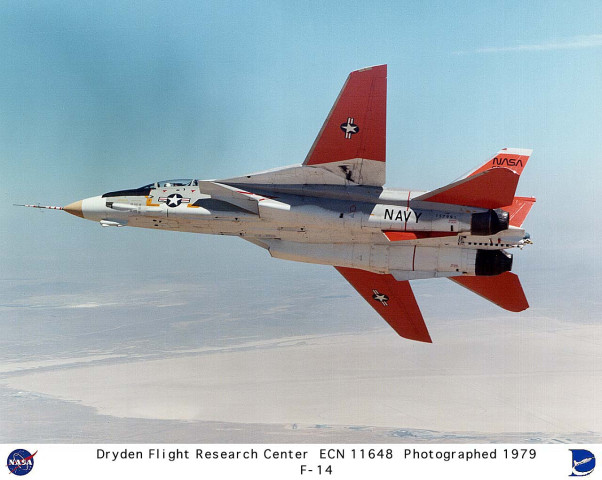 NASA
NAVY
NASA
Dryden Flight Research Center ECN 11648 Photographed 1979
F-14